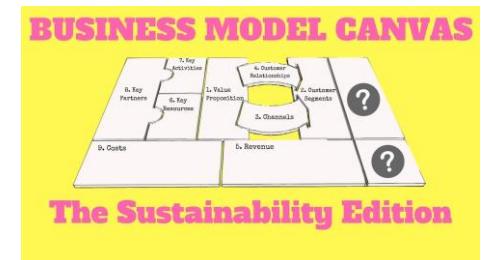 BUSINESS MODEL CANVAS
7. Key
Activities
4. Customer
Relationships
8. Key
Partners
6. Key
Resources
1. Value
Proposition
2. Customer
Segments
?
3. Channels
9. Costs
5. Revenue
?
The Sustainability Edition